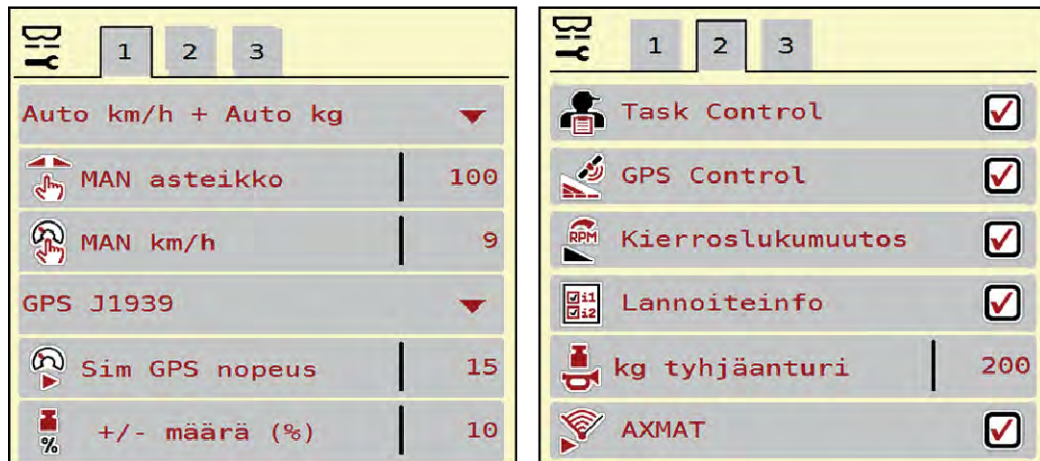 1 2 3
Auto km/h + Auto kg
MAN asteikko 100
MAN km/h 9
GPS J1939
Sim GPS nopeus 15
% +/- määrä (%) 10
1 2 3
Task Control
GPS Control
RPM Kierroslukumuutos
i1
i2 Lannoiteinfo
kg tyhjäanturi 200
AXMAT